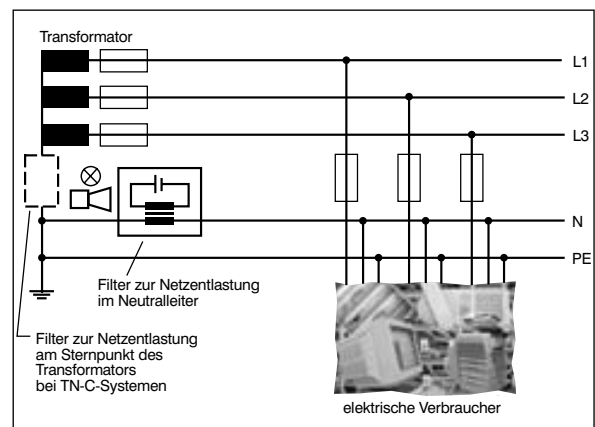 Transformator
L1
L2
L3
N
PE
Filter zur Netzentlastung
im Neutralleiter
Filter zur Netzentlastung
am Sternpunkt des
Transformators
bei TN-C-Systemen
elektrische Verbraucher